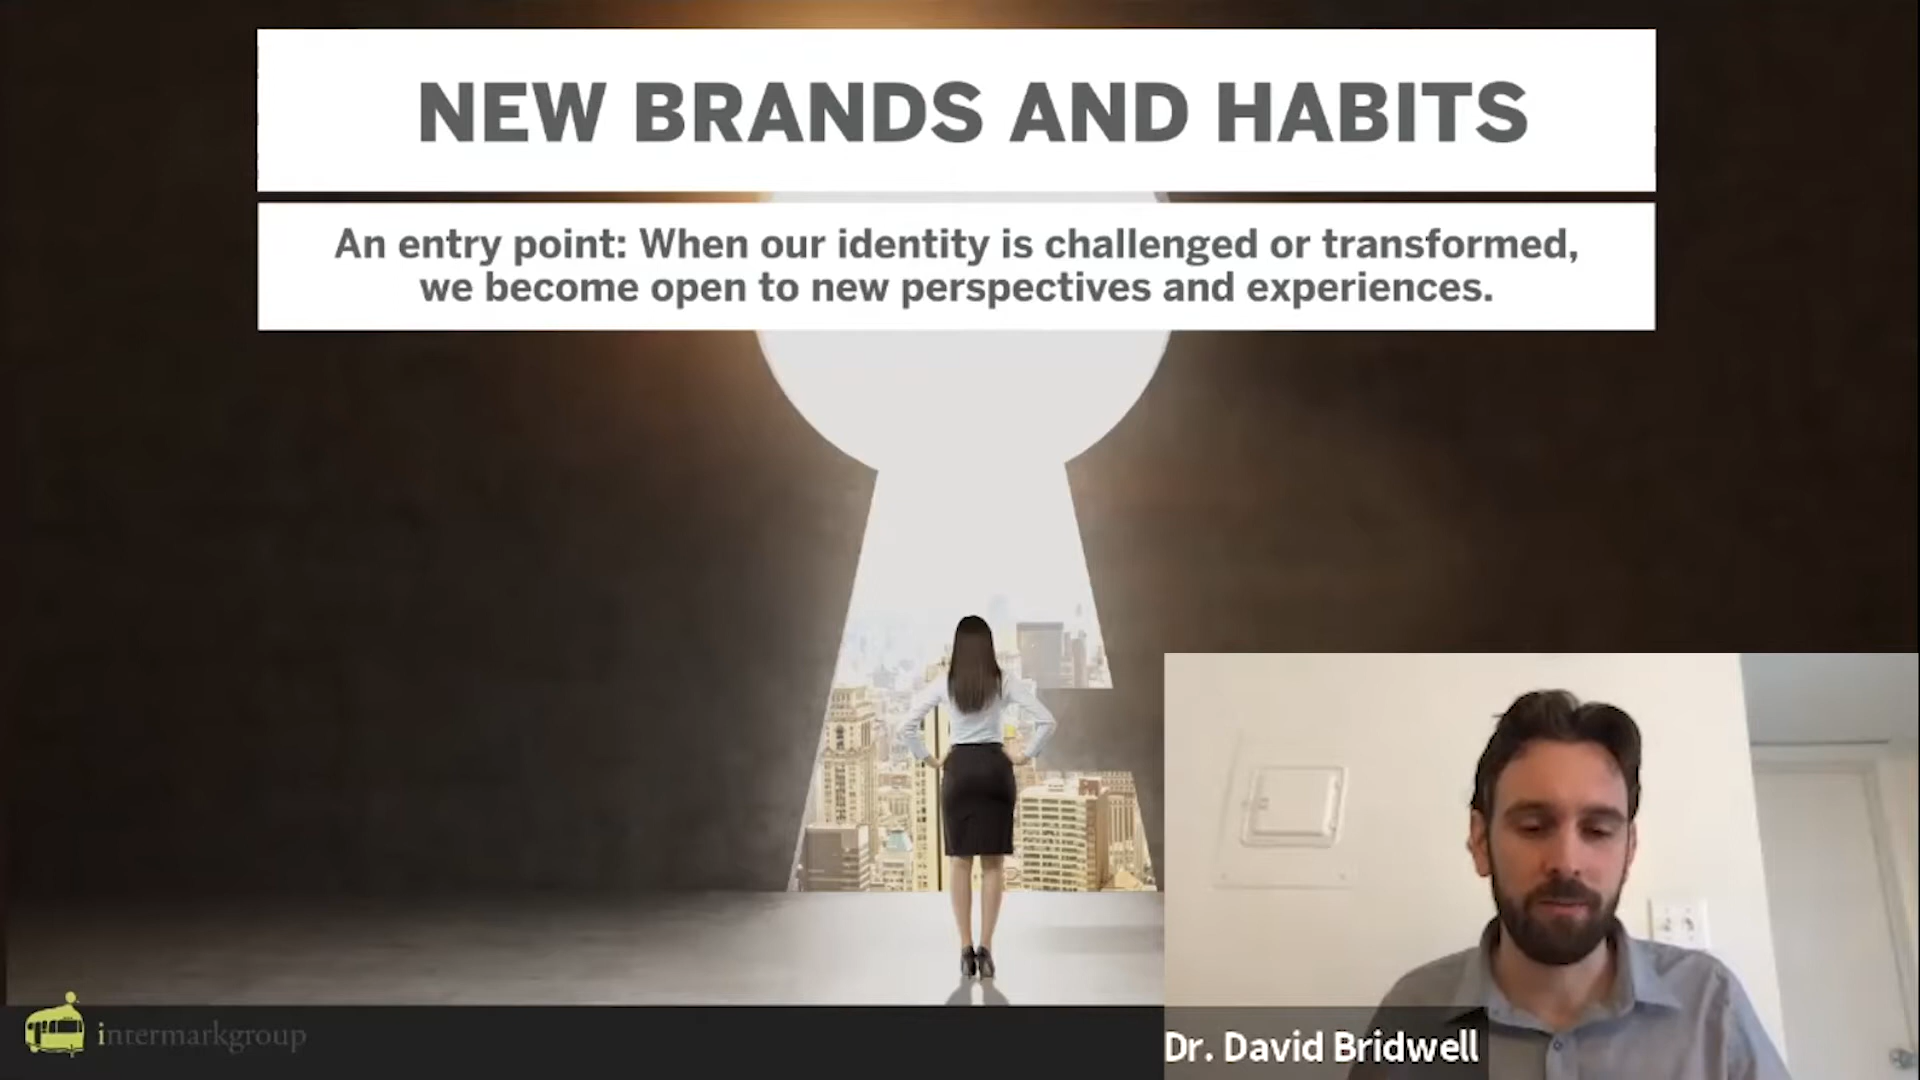 NEW BRANDS AND HABITS
An entry point: When our identity is challenged or transformed,
we become open to new perspectives and experiences.
intermarkgroup
Dr. David Bridwell